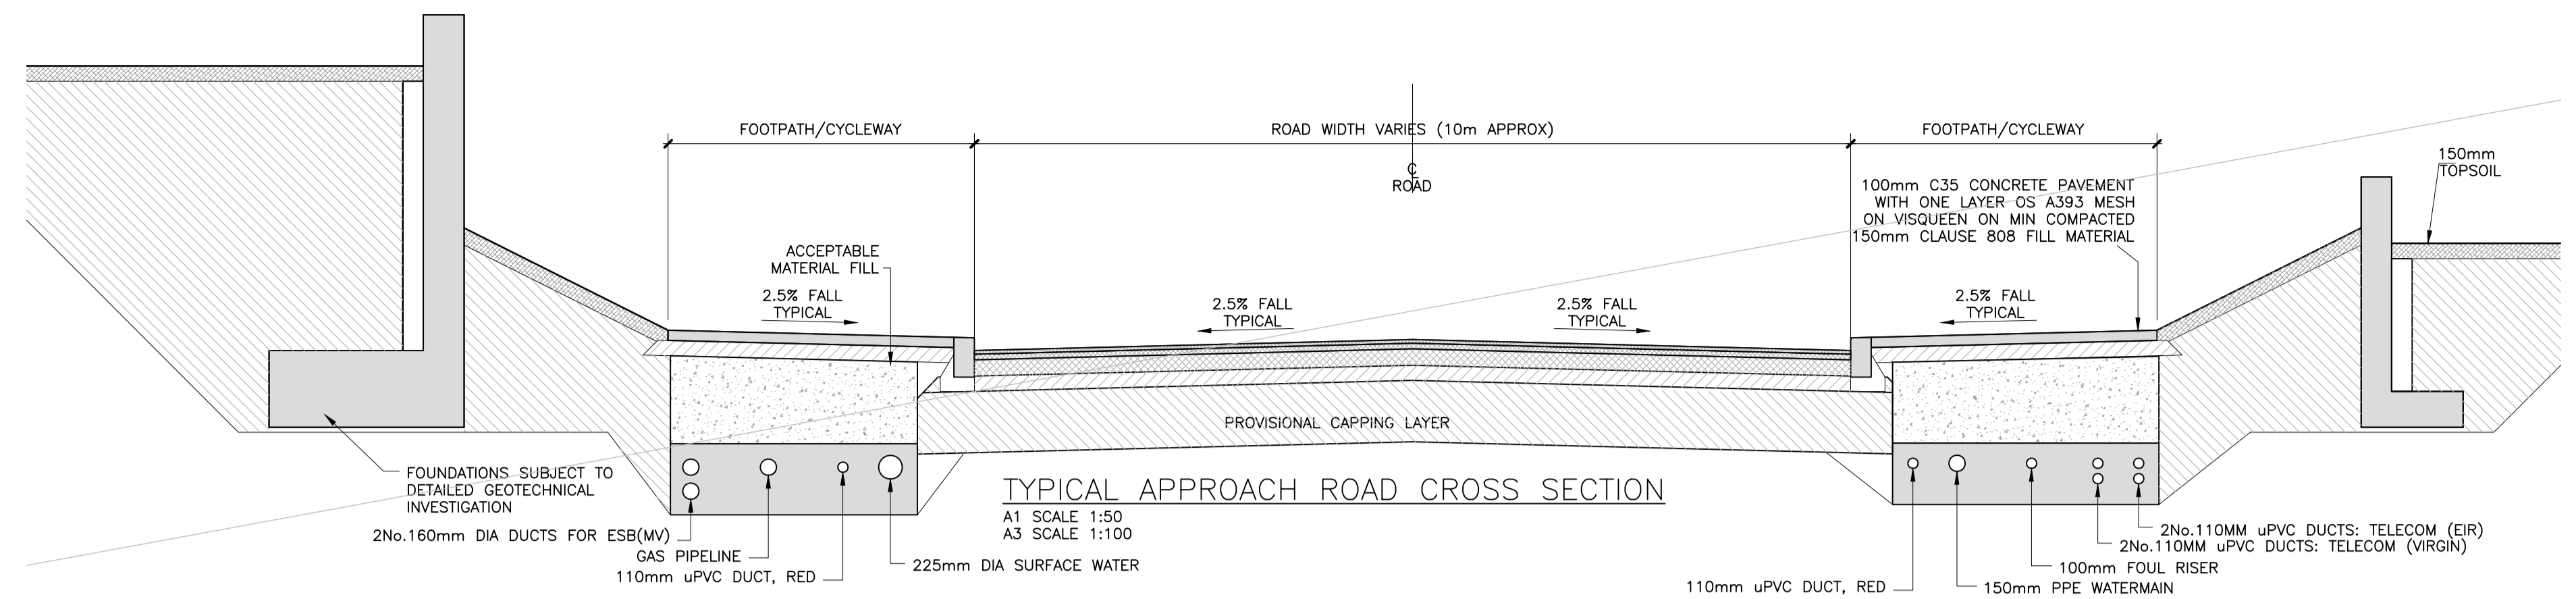 FOOTPATH/CYCLEWAY
ROAD WIDTH VARIES (10m APPROX)
FOOTPATH/CYCLEWAY
℄
ROAD
150mm
TOPSOIL
100mm C35 CONCRETE PAVEMENT
WITH ONE LAYER OS A393 MESH
ON VISQUEEN ON MIN COMPACTED
150mm CLAUSE 808 FILL MATERIAL
ACCEPTABLE
MATERIAL FILL
2.5% FALL
TYPICAL
2.5% FALL
TYPICAL
2.5% FALL
TYPICAL
2.5% FALL
TYPICAL
PROVISIONAL CAPPING LAYER
FOUNDATIONS SUBJECT TO
DETAILED GEOTECHNICAL
INVESTIGATION
2No.160mm DIA DUCTS FOR ESB(MV)
GAS PIPELINE
110mm uPVC DUCT, RED
225mm DIA SURFACE WATER
TYPICAL APPROACH ROAD CROSS SECTION
A1 SCALE 1:50
A3 SCALE 1:100
2No.110MM uPVC DUCTS: TELECOM (EIR)
2No.110MM uPVC DUCTS: TELECOM (VIRGIN)
100mm FOUL RISER
110mm uPVC DUCT, RED
150mm PPE WATERMAIN